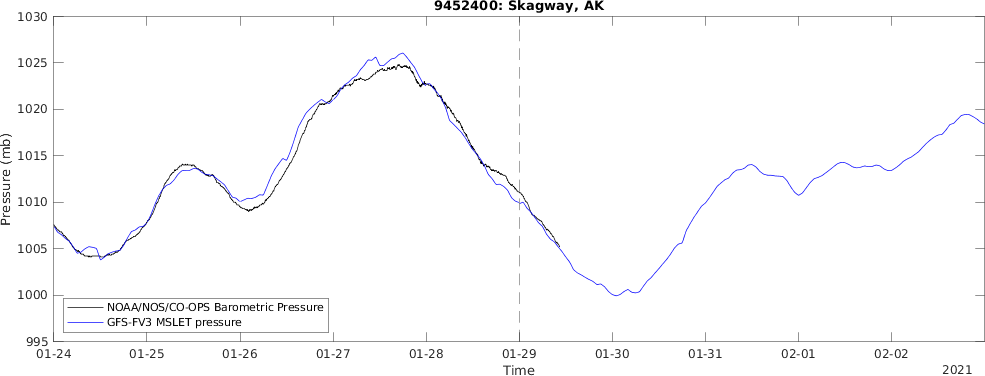 9452400: Skagway, AK
1030
1025
1020
1015
1010
1005
1000
995
Pressure (mb)
NOAA/NOS/CO-OPS Barometric Pressure
GFS-FV3 MSLET pressure
01-24 01-25 01-26 01-27 01-28 01-29 01-30 01-31 02-01 02-02
Time
2021